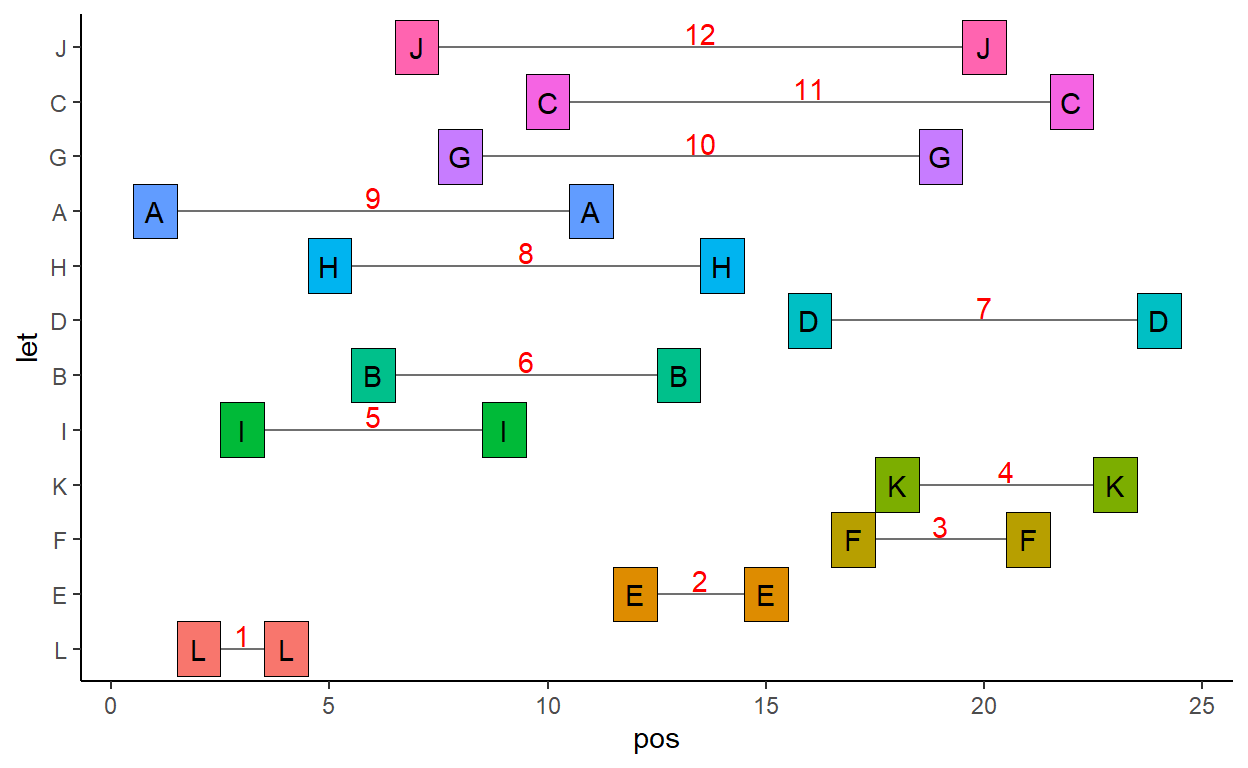 J J 12 J
C C 11 C
G G 10 G
A A 9 A
H H 8 H
D D 7 D
let
B B 6 B
I I 5 I
K K 4 K
F F 3 F
E E 2 E
L L 1 L
0 5 10 15 20 25
pos